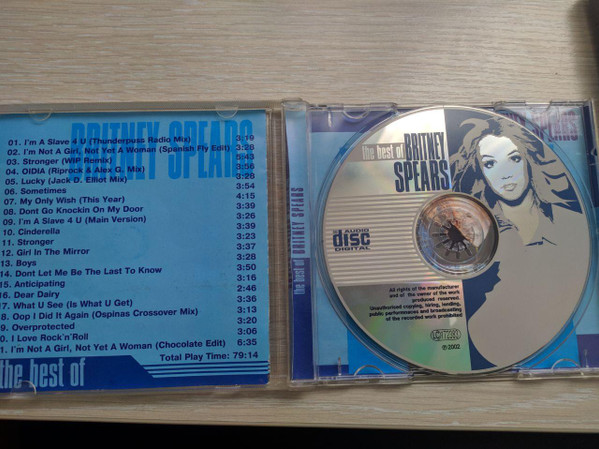 BRITNEY SPEARS
01. I'm A Slave 4 U (Thunderpuss Radio Mix) 3:19
02. I'm Not A Girl, Not Yet A Woman (Spanish Fly Edit) 3:28
03. Stronger (WIP Remix) 5:43
04. OIDIA (Riprock & Alex G. Mix) 3:56
05. Lucky (Jack D. Elliot Mix) 3:28
06. Sometimes 3:54
07. My Only Wish (This Year) 4:15
08. Dont Go Knockin On My Door 3:39
09. I'm A Slave 4 U (Main Version) 3:26
10. Cinderella 3:39
11. Stronger 3:23
12. Girl In The Mirror 3:37
13. Boys 3:28
14. Dont Let Me Be The Last To Know 3:50
15. Anticipating 3:16
16. Dear Dairy 2:46
17. What U See (Is What U Get) 3:36
8. Oop I Did It Again (Ospinas Crossover Mix) 3:13
9. Overprotected 3:20
0. I Love Rock'n'Roll 3:06
1. I'm Not A Girl, Not Yet A Woman (Chocolate Edit) 6:35
Total Play Time: 79:14
the best of
the best of BRITNEY SPEARS
SPEARS
the best of BRITNEY
SPEARS
AUDIO
disc
DIGITAL
All rights of the manufacturer
and of the owner of the work
produced reserved.
Unauthorised copying, hiring, lending,
public performances and broadcasting
of the recorded work prohibited
℗ 2002